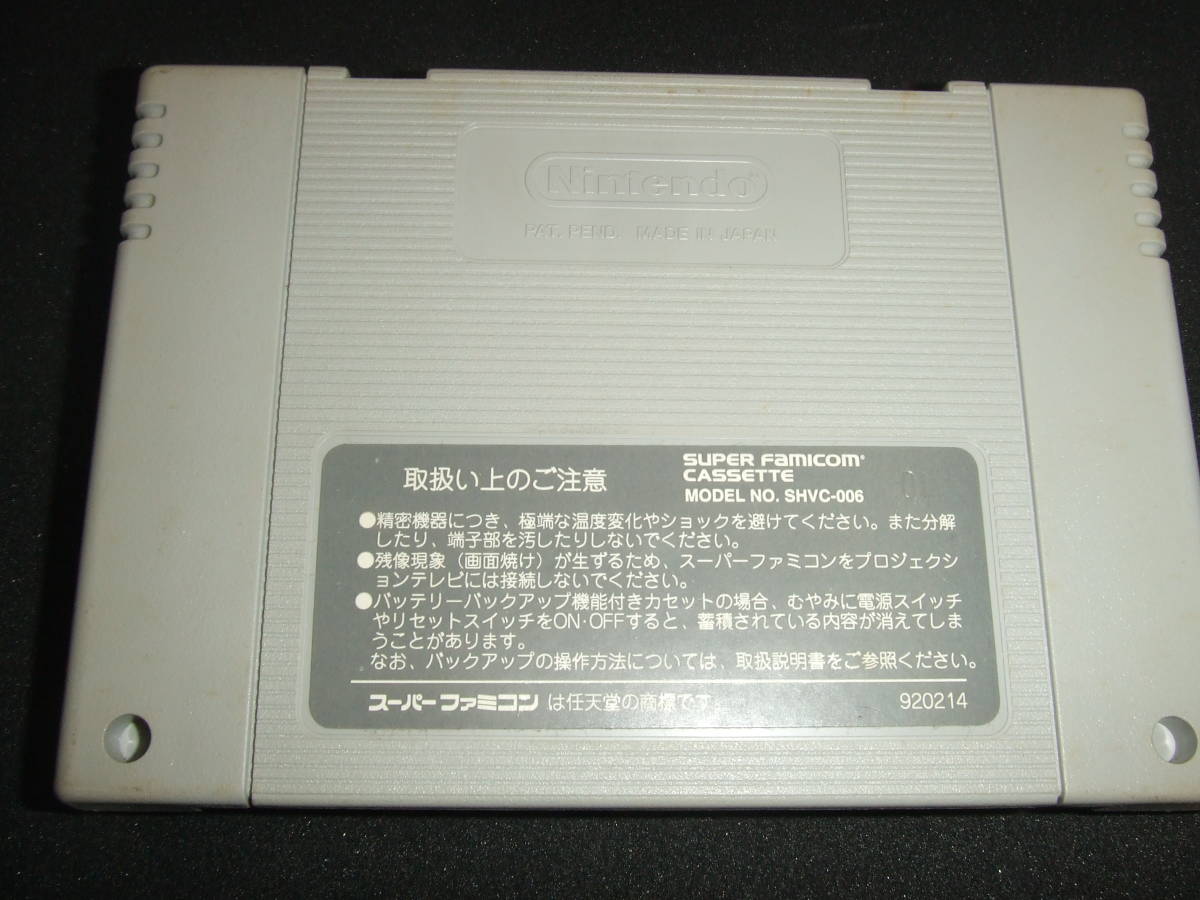 Nintendo®
PAT. PEND. MADE IN JAPAN
取扱い上のご注意
SUPER FAMICOM®
CASSETTE
MODEL NO. SHVC-006
01
●精密機器につき、極端な温度変化やショックを避けてください。また分解
したり、端子部を汚したりしないでください。
●残像現象（画面焼け）が生ずるため、スーパーファミコンをプロジェクシ
ョンテレビには接続しないでください。
●バッテリーバックアップ機能付きカセットの場合、むやみに電源スイッチ
やリセットスイッチをON・OFFすると、蓄積されている内容が消えてしま
うことがあります。
なお、バックアップの操作方法については、取扱説明書をご参照ください。
スーパーファミコン は任天堂の商標です。
920214